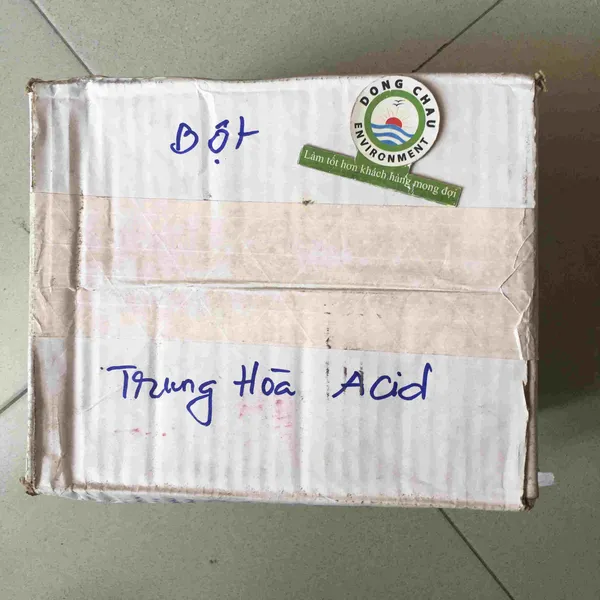 Bột
DONG CHAU
ENVIRONMENT
Làm tốt hơn khách hàng mong đợi
Trung Hòa Acid